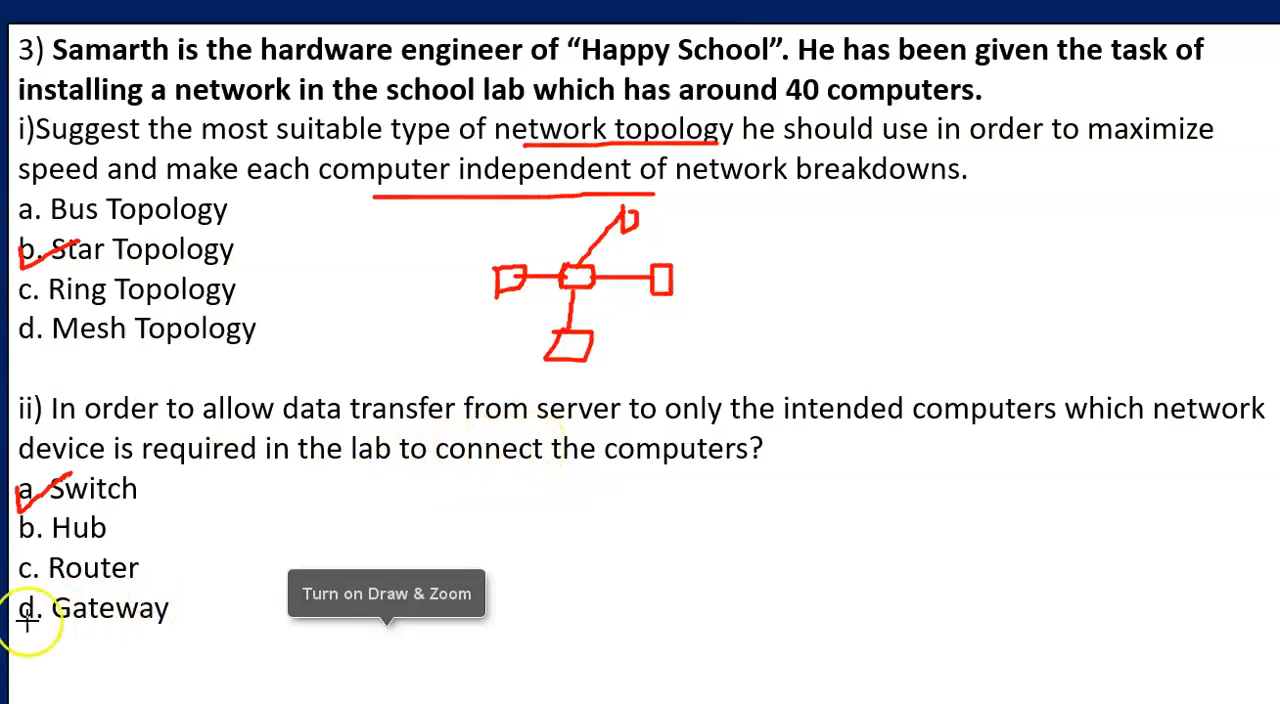 3) Samarth is the hardware engineer of “Happy School”. He has been given the task of
installing a network in the school lab which has around 40 computers.
i)Suggest the most suitable type of network topology he should use in order to maximize
speed and make each computer independent of network breakdowns.
a. Bus Topology
b. Star Topology
c. Ring Topology
d. Mesh Topology
ii) In order to allow data transfer from server to only the intended computers which network
device is required in the lab to connect the computers?
a. Switch
b. Hub
c. Router
Turn on Draw & Zoom
d. Gateway